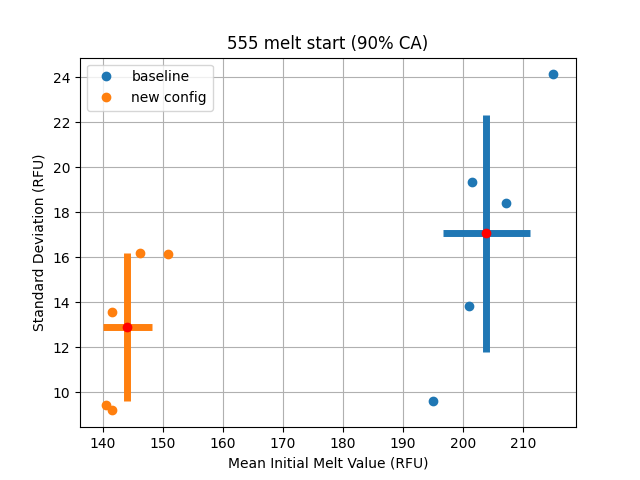 555 melt start (90% CA)
baseline
new config
Standard Deviation (RFU)
24
22
20
18
16
14
12
10
140 150 160 170 180 190 200 210
Mean Initial Melt Value (RFU)